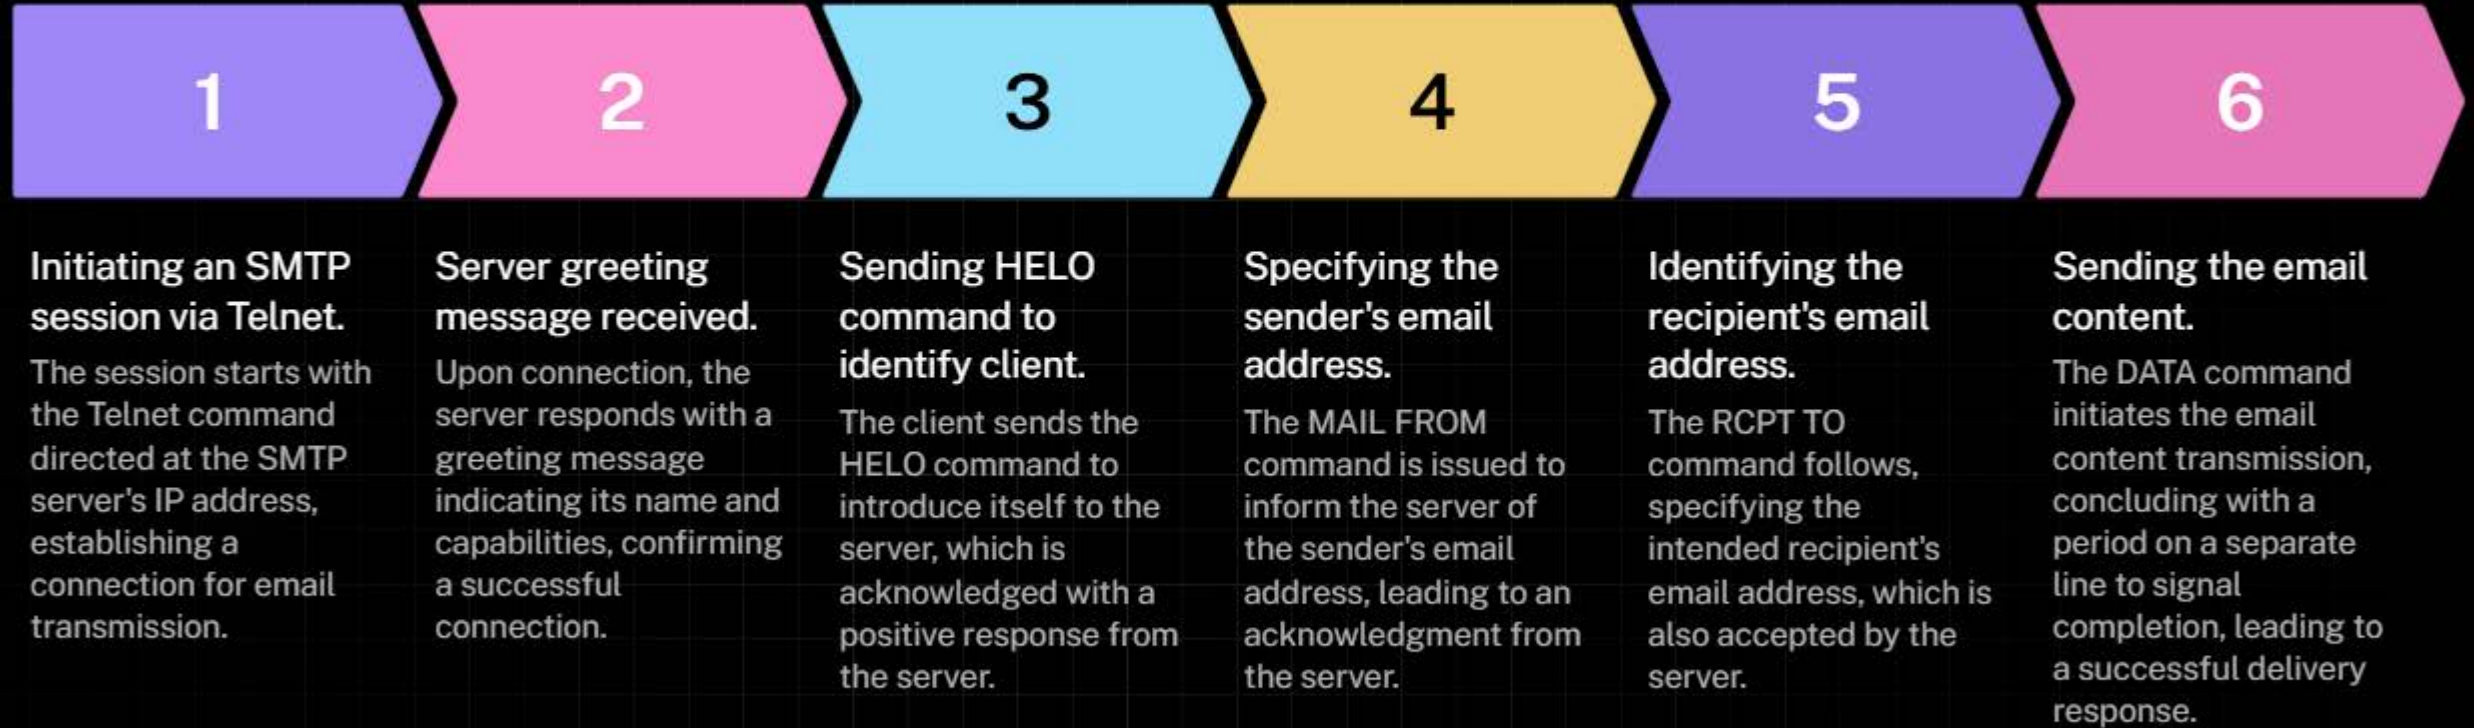 1
2
3
4
5
6
Initiating an SMTP
session via Telnet.
The session starts with
the Telnet command
directed at the SMTP
server's IP address,
establishing a
connection for email
transmission.
Server greeting
message received.
Upon connection, the
server responds with a
greeting message
indicating its name and
capabilities, confirming
a successful
connection.
Sending HELO
command to
identify client.
The client sends the
HELO command to
introduce itself to the
server, which is
acknowledged with a
positive response from
the server.
Specifying the
sender's email
address.
The MAIL FROM
command is issued to
inform the server of
the sender's email
address, leading to an
acknowledgment from
the server.
Identifying the
recipient's email
address.
The RCPT TO
command follows,
specifying the
intended recipient's
email address, which is
also accepted by the
server.
Sending the email
content.
The DATA command
initiates the email
content transmission,
concluding with a
period on a separate
line to signal
completion, leading to
a successful delivery
response.